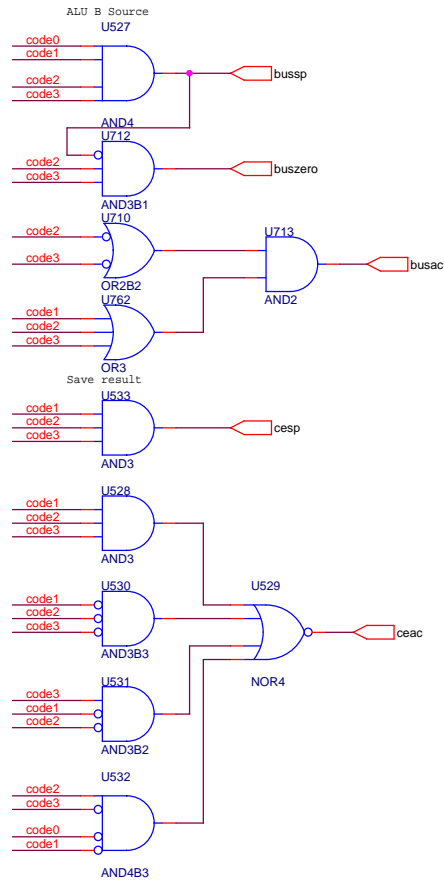 ALU B Source
U527
code0
code1
code2
code3
bussp
AND4
U712
code2
code3
buszero
AND3B1
U710
code2
code3
OR2B2
U713
busac
AND2
U762
code1
code2
code3
OR3
Save result
U533
code1
code2
code3
cesp
AND3
U528
code1
code2
code3
AND3
U530
code1
code2
code3
AND3B3
U529
ceac
NOR4
U531
code3
code1
code2
AND3B2
U532
code2
code3
code0
code1
AND4B3